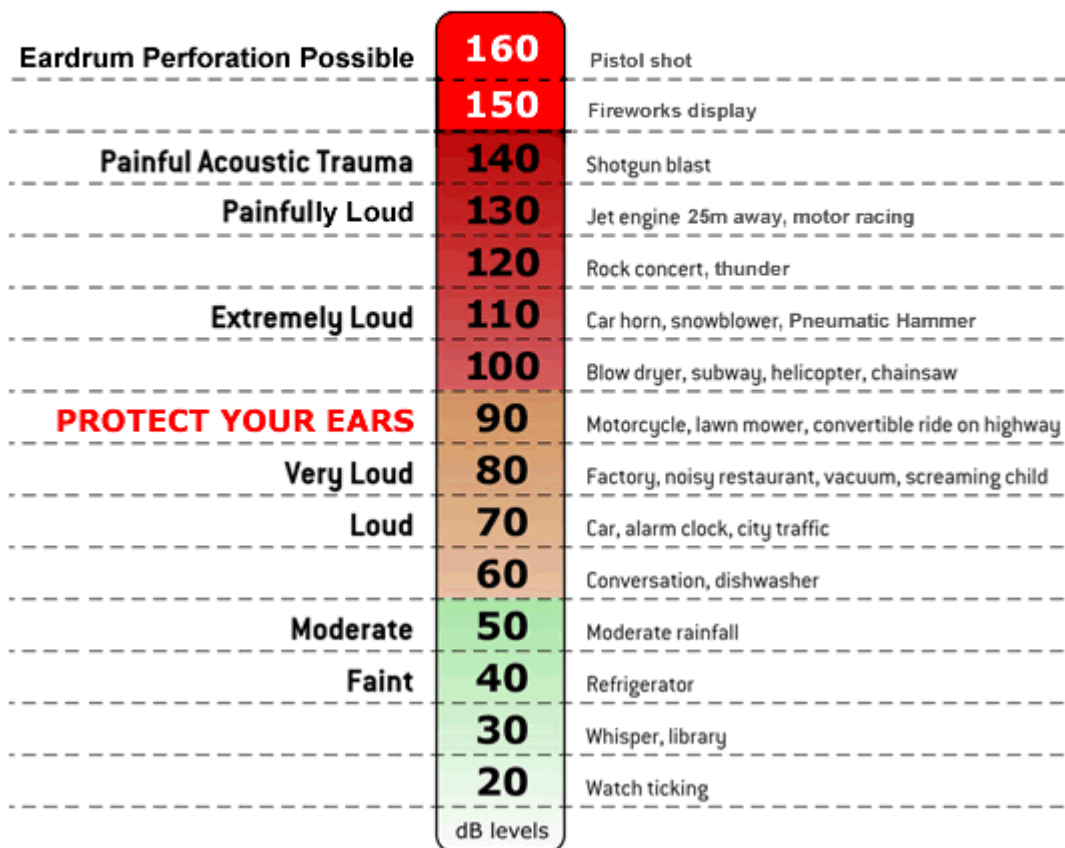 Eardrum Perforation Possible 160 Pistol shot
150 Fireworks display
Painful Acoustic Trauma 140 Shotgun blast
Painfully Loud 130 Jet engine 25m away, motor racing
120 Rock concert, thunder
Extremely Loud 110 Car horn, snowblower, Pneumatic Hammer
100 Blow dryer, subway, helicopter, chainsaw
PROTECT YOUR EARS 90 Motorcycle, lawn mower, convertible ride on highway
Very Loud 80 Factory, noisy restaurant, vacuum, screaming child
Loud 70 Car, alarm clock, city traffic
60 Conversation, dishwasher
Moderate 50 Moderate rainfall
Faint 40 Refrigerator
30 Whisper, library
20 Watch ticking
dB levels